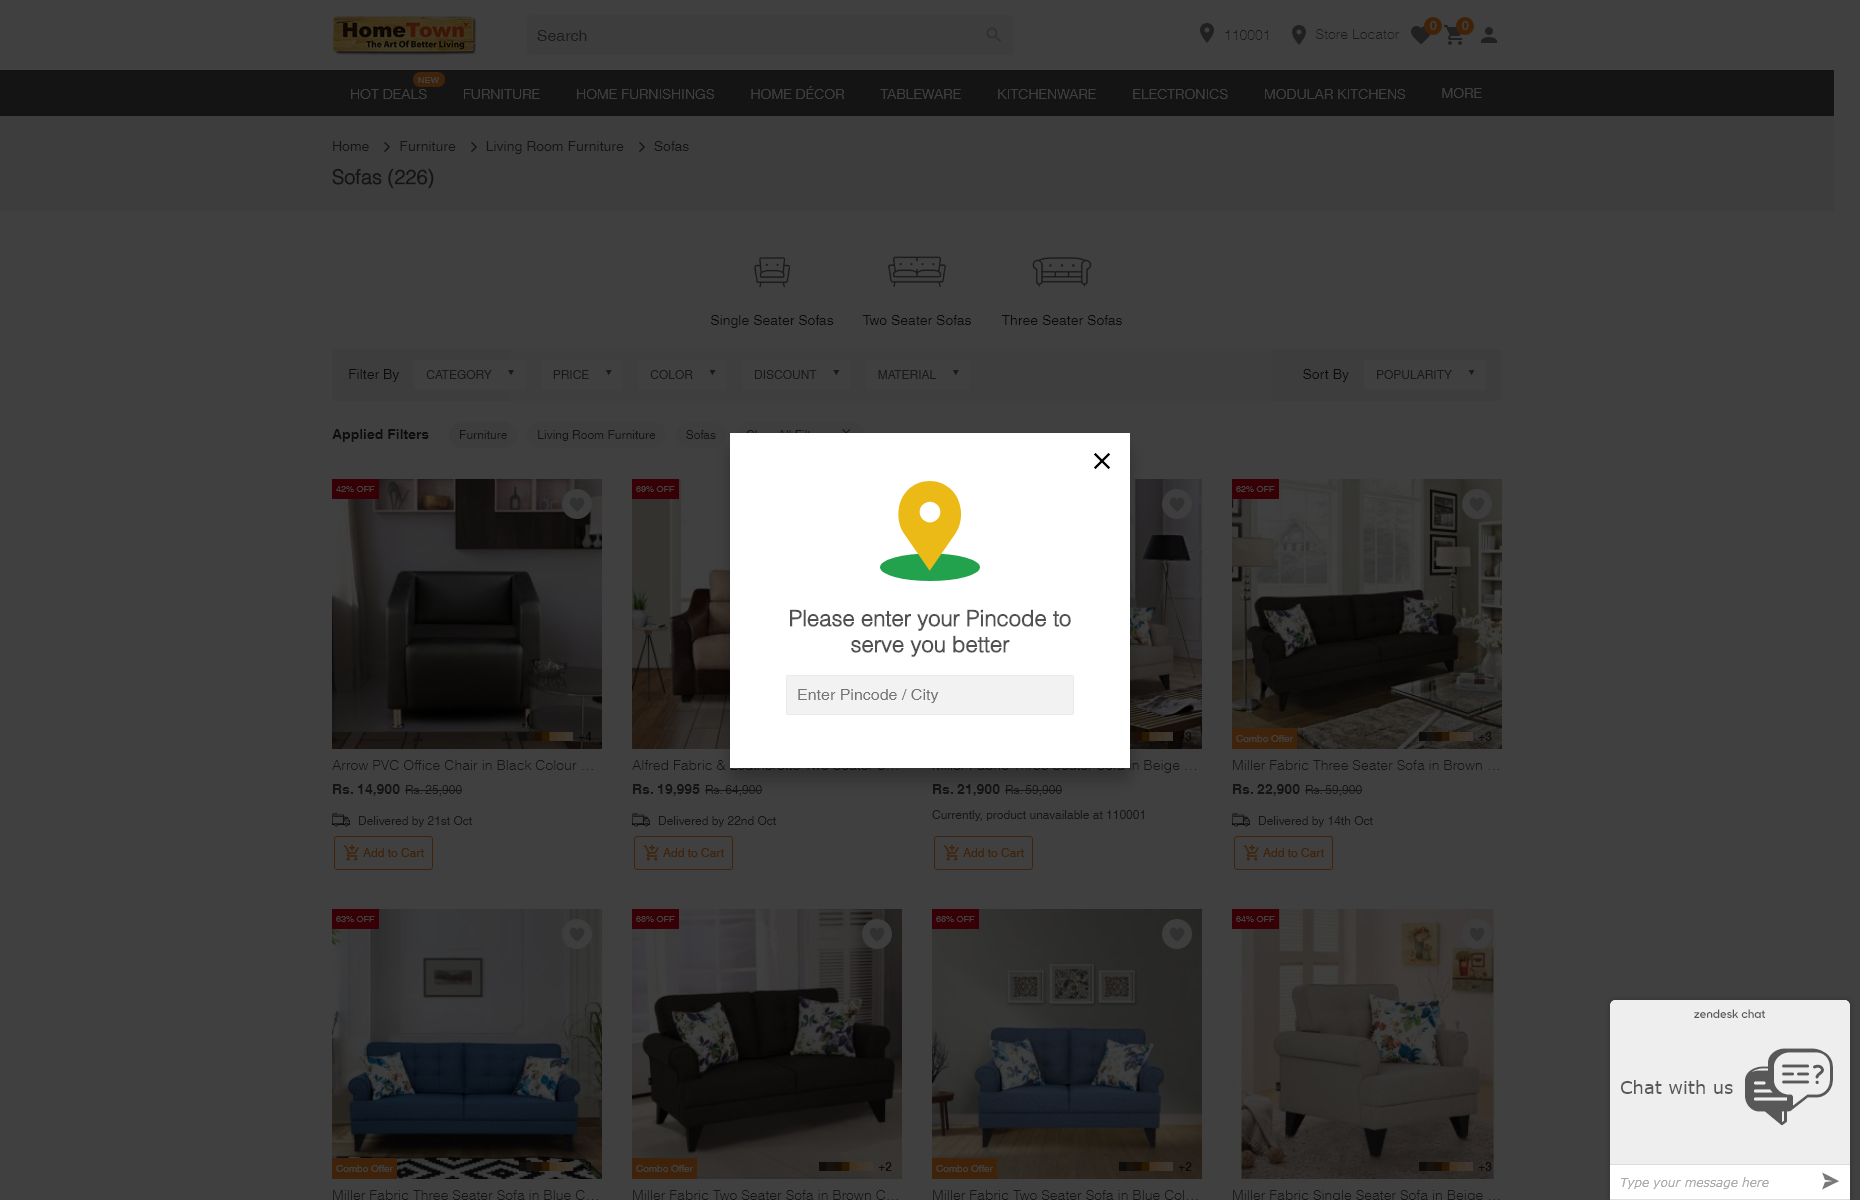 HomeTown
The Art Of Better Living
Search
110001
Store Locator
0
0
HOT DEALS
NEW
FURNITURE
HOME FURNISHINGS
HOME DÉCOR
TABLEWARE
KITCHENWARE
ELECTRONICS
MODULAR KITCHENS
MORE
Home
Furniture
Living Room Furniture
Sofas
Sofas (226)
Single Seater Sofas
Two Seater Sofas
Three Seater Sofas
Filter By
CATEGORY
PRICE
COLOR
DISCOUNT
MATERIAL
Sort By
POPULARITY
Applied Filters
Furniture
Living Room Furniture
Sofas
Please enter your Pincode to
serve you better
Enter Pincode / City
42% OFF
+4
Arrow PVC Office Chair in Black Colour ...
Rs. 14,900 Rs. 25,900
Delivered by 21st Oct
Add to Cart
69% OFF
Alfred Fabric &
Rs. 19,995 Rs. 64,900
Delivered by 22nd Oct
Add to Cart
+3
in Beige ...
Rs. 21,900 Rs. 59,900
Currently, product unavailable at 110001
Add to Cart
62% OFF
Combo Offer
+3
Miller Fabric Three Seater Sofa in Brown ...
Rs. 22,900 Rs. 59,900
Delivered by 14th Oct
Add to Cart
63% OFF
Combo Offer
Miller Fabric Three Seater Sofa in Blue C...
68% OFF
Combo Offer
+2
Miller Fabric Two Seater Sofa in Brown C...
68% OFF
Combo Offer
+2
Miller Fabric Two Seater Sofa in Blue Col...
64% OFF
+3
Miller Fabric Single Seater Sofa in Beige ...
zendesk chat
Chat with us
Type your message here